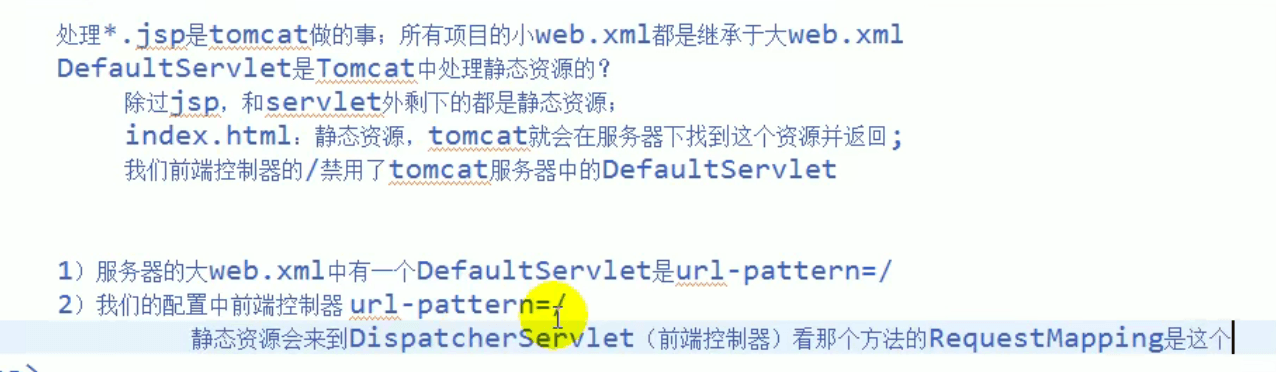 处理*.jsp是tomcat做的事；所有项目的小web.xml都是继承于大web.xml
DefaultServlet是Tomcat中处理静态资源的？
除过jsp，和servlet外剩下的都是静态资源；
index.html：静态资源，tomcat就会在服务器下找到这个资源并返回;
我们前端控制器的/禁用了tomcat服务器中的DefaultServlet
1）服务器的大web.xml中有一个DefaultServlet是url-pattern=/
2）我们的配置中前端控制器 url-pattern=/
静态资源会来到DispatcherServlet（前端控制器）看那个方法的RequestMapping是这个